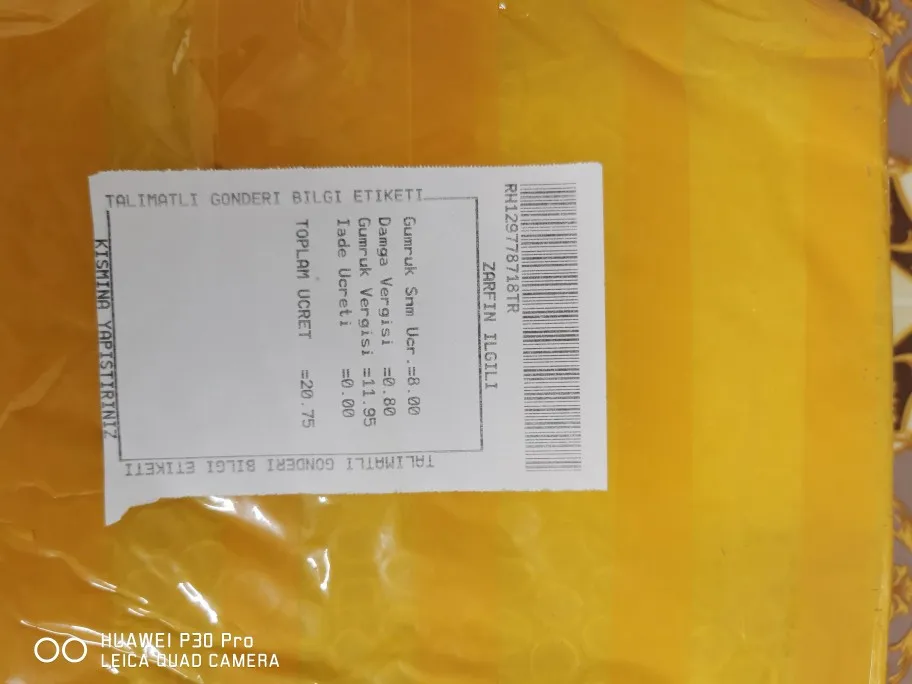 RH129778718TR
ZARFIN ILGILI
TALIMATLI GONDERI BILGI ETIKETI
Gumruk Snm Ucr.=8.00
Damga Vergisi =0.80
Gumruk Vergisi =11.95
Iade Ucreti =0.00
TOPLAM UCRET =20.75
TALIMATLI GONDERI BILGI ETIKETI
KISMINA YAPISTIRINIZ
HUAWEI P30 Pro
LEICA QUAD CAMERA